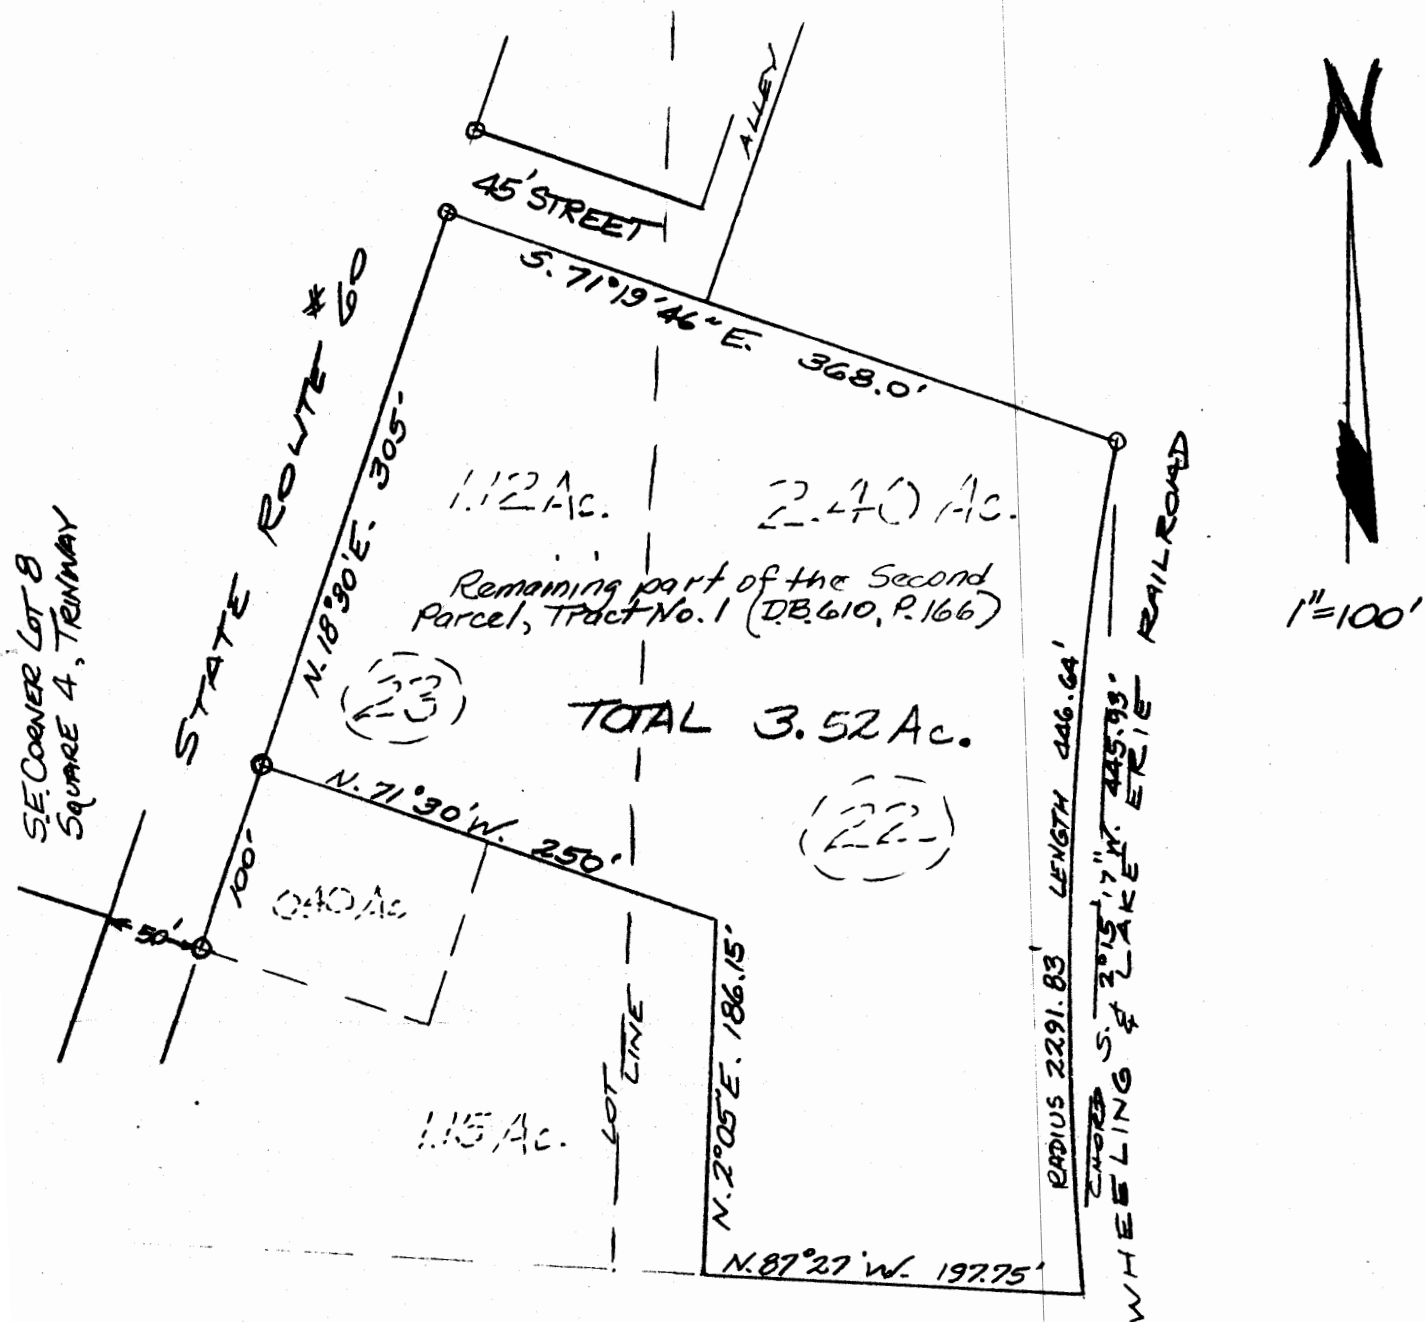 N
1"=100'
ALLEY
45' STREET
S. 71°19'46" E. 368.0'
STATE ROUTE #60
N. 18°30' E. 305'
1.12 Ac.
2.40 Ac.
Remaining part of the Second
Parcel, Tract No. 1 (D.B. 610, P. 166)
23
TOTAL 3.52 Ac.
22
S.E. CORNER LOT 8
SQUARE 4, TRINWAY
N. 71°30' W. 250'
100'
0.40 Ac
50'
LOT LINE
1.15 Ac.
N. 2°05' E. 186.15'
N. 87°27' W. 197.75'
RADIUS 2291.83' LENGTH 446.64'
CHORD S. 2°15'17" W. 445.93'
WHEELING & LAKE ERIE RAILROAD